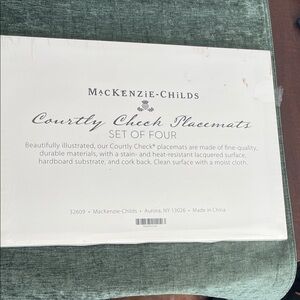 MACKENZIE-CHILDS
Courtly Check Placemats
SET OF FOUR
Beautifully illustrated, our Courtly Check® placemats are made of fine-quality,
durable materials, with a stain- and heat-resistant lacquered surface,
hardboard substrate, and cork back. Clean surface with a moist cloth.
32609 • MacKenzie-Childs • Aurora, NY 13026 • Made in China